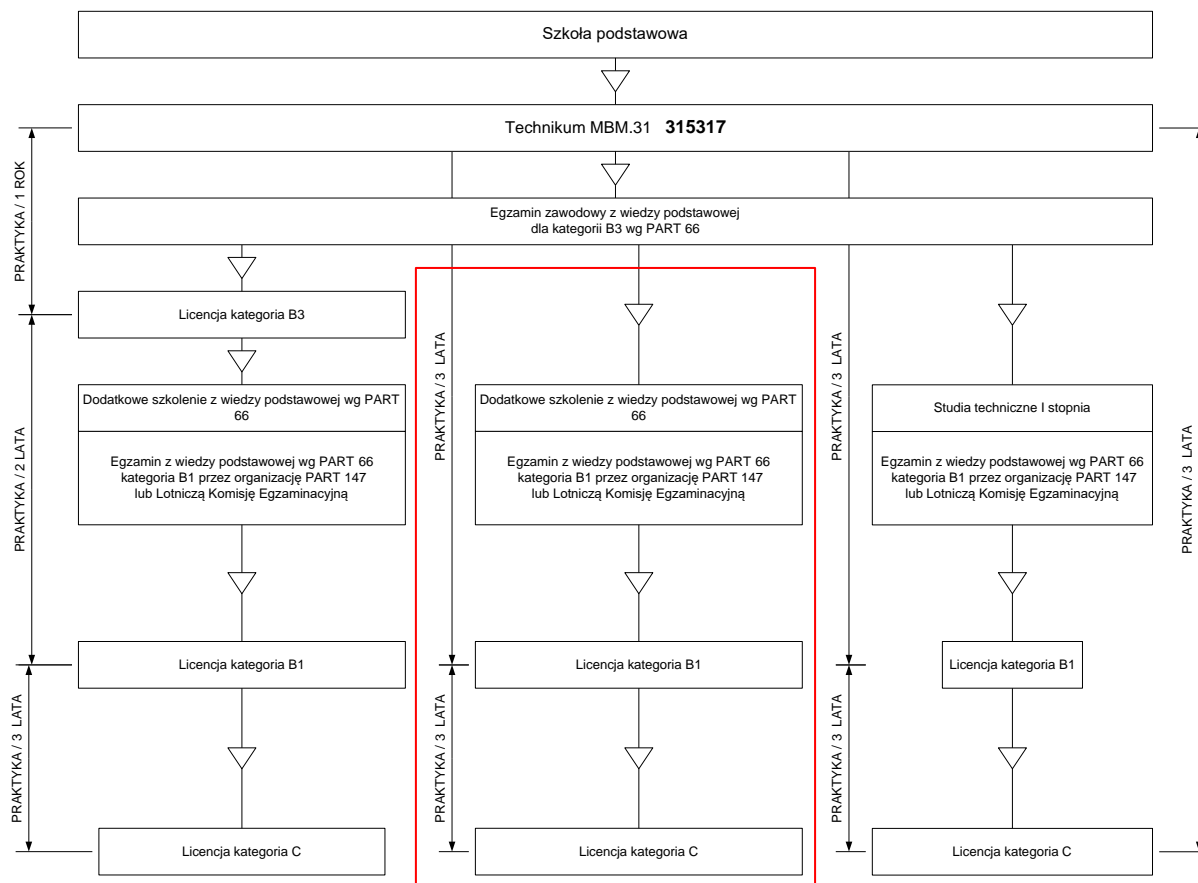 Szkoła podstawowa
Technikum MBM.31 315317
PRAKTYKA / 1 ROK
Egzamin zawodowy z wiedzy podstawowej
dla kategorii B3 wg PART 66
Licencja kategoria B3
PRAKTYKA / 2 LATA
Dodatkowe szkolenie z wiedzy podstawowej wg PART
66
Egzamin z wiedzy podstawowej wg PART 66
kategoria B1 przez organizację PART 147
lub Lotniczą Komisję Egzaminacyjną
Licencja kategoria B1
PRAKTYKA / 3 LATA
Licencja kategoria C
PRAKTYKA / 3 LATA
Dodatkowe szkolenie z wiedzy podstawowej wg PART
66
Egzamin z wiedzy podstawowej wg PART 66
kategoria B1 przez organizację PART 147
lub Lotniczą Komisję Egzaminacyjną
Licencja kategoria B1
PRAKTYKA / 3 LATA
Licencja kategoria C
PRAKTYKA / 3 LATA
Studia techniczne I stopnia
Egzamin z wiedzy podstawowej wg PART 66
kategoria B1 przez organizację PART 147
lub Lotniczą Komisję Egzaminacyjną
Licencja kategoria B1
PRAKTYKA / 3 LATA
Licencja kategoria C
PRAKTYKA / 3 LATA